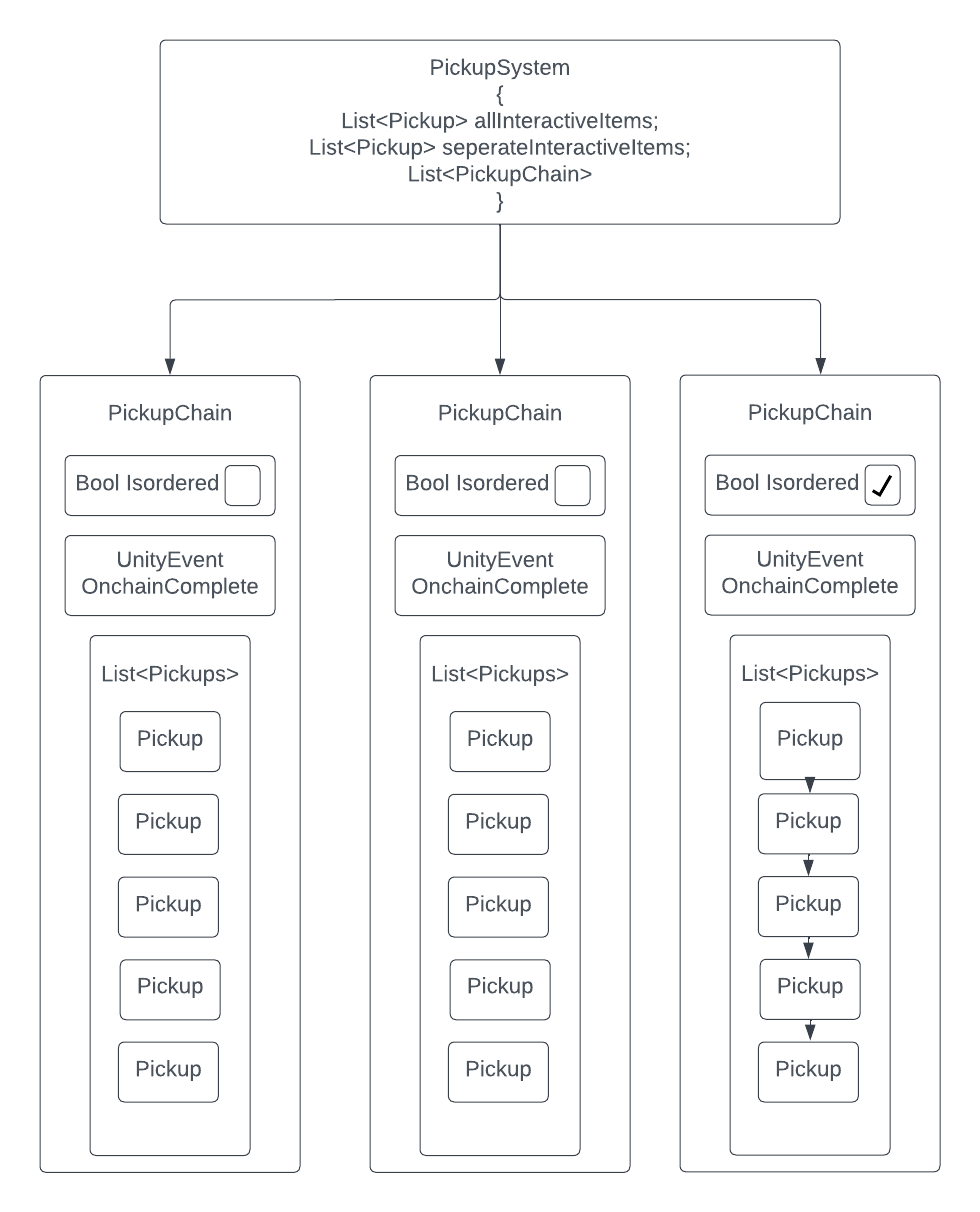 PickupSystem
{
List<Pickup> allInteractiveItems;
List<Pickup> seperateInteractiveItems;
List<PickupChain>
}
PickupChain
Bool Isordered
UnityEvent
OnchainComplete
List<Pickups>
Pickup
Pickup
Pickup
Pickup
Pickup
PickupChain
Bool Isordered
UnityEvent
OnchainComplete
List<Pickups>
Pickup
Pickup
Pickup
Pickup
Pickup
PickupChain
Bool Isordered
UnityEvent
OnchainComplete
List<Pickups>
Pickup
Pickup
Pickup
Pickup
Pickup